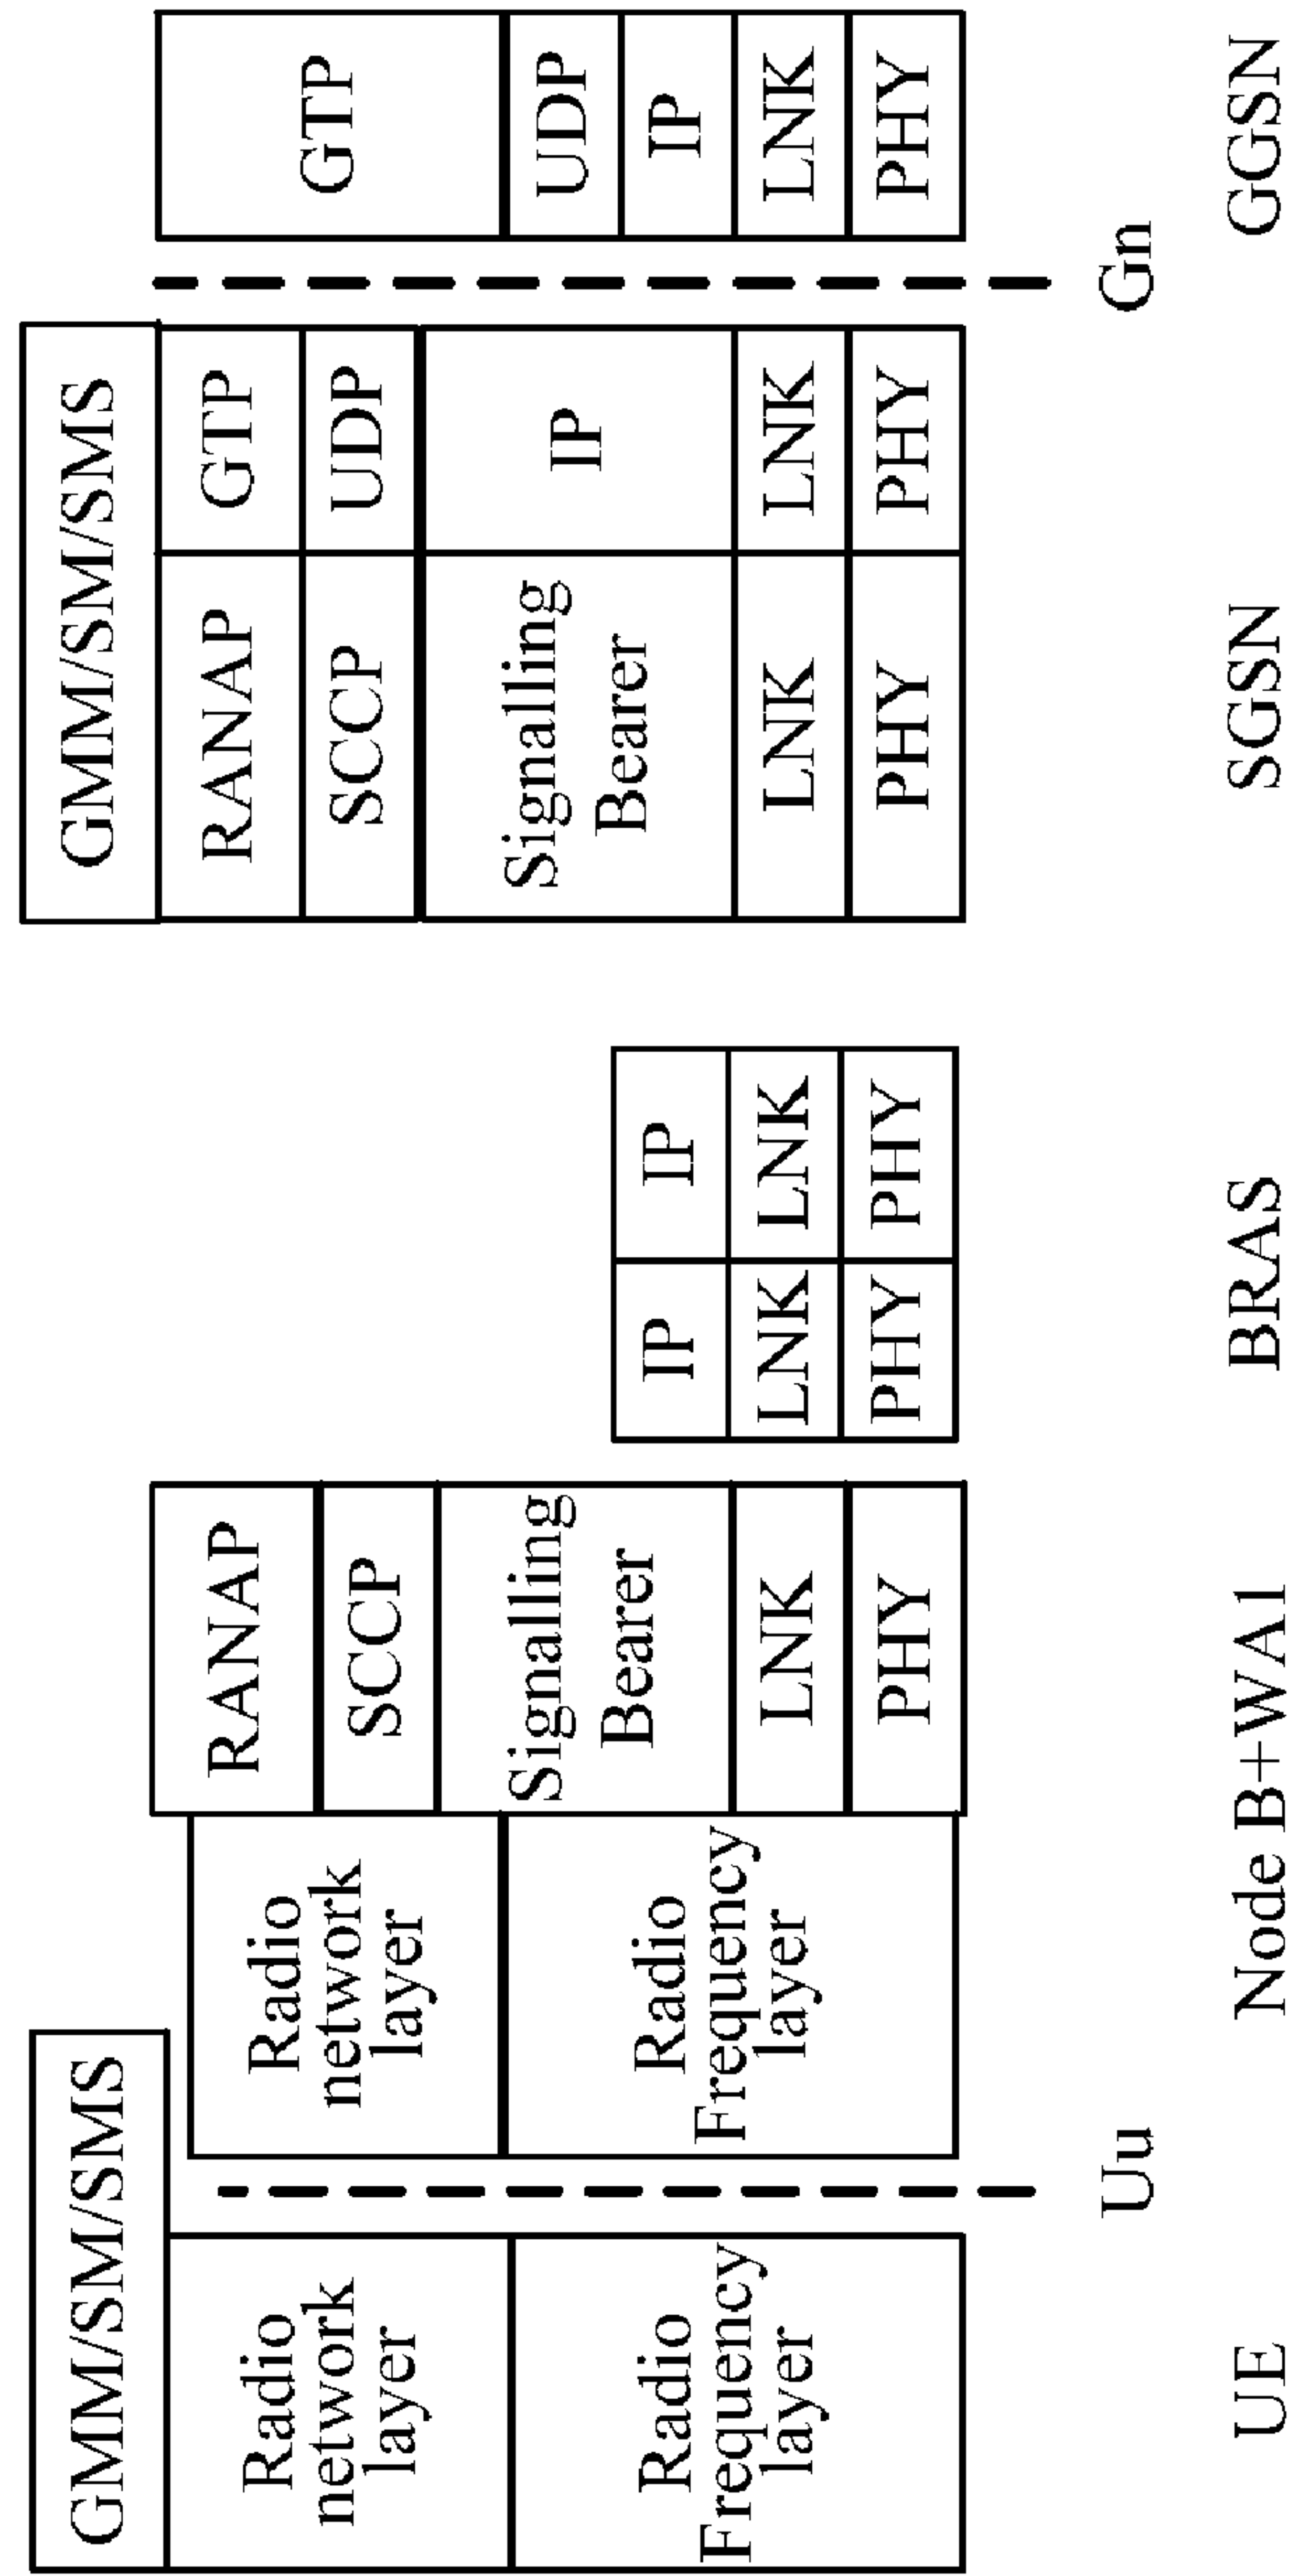 GMM/SM/SMS
Radio
network
layer
Radio
Frequency
layer
UE
Uu
Radio
network
layer
Radio
Frequency
layer
RANAP
SCCP
Signalling
Bearer
LNK
PHY
Node B+WA1
IP
IP
LNK
LNK
PHY
PHY
BRAS
GMM/SM/SMS
RANAP
GTP
SCCP
UDP
Signalling
Bearer
IP
LNK
LNK
PHY
PHY
SGSN
Gn
GTP
UDP
IP
LNK
PHY
GGSN